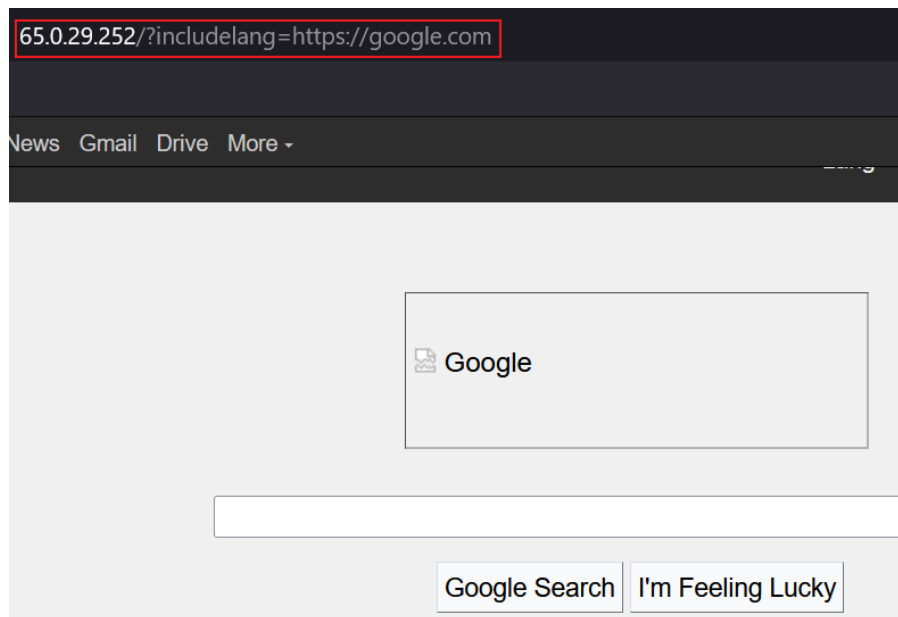 65.0.29.252/?includelang=https://google.com
News Gmail Drive More
Google
Google Search I'm Feeling Lucky